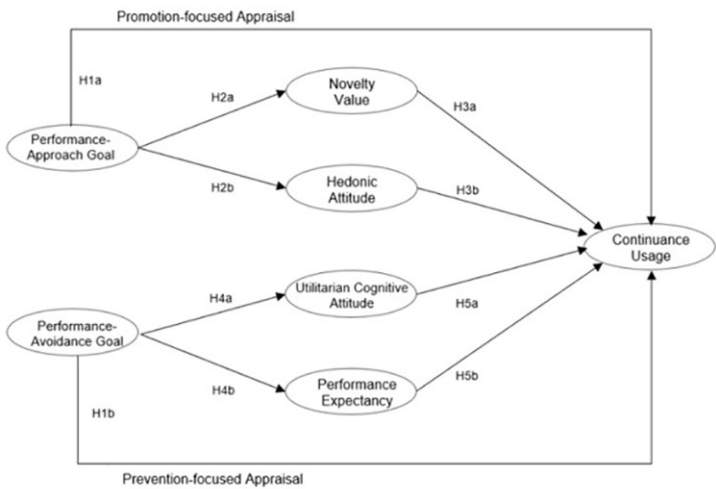 Promotion-focused Appraisal
H1a
Novelty
Value
H2a
H3a
Performance-
Approach Goal
H2b
Hedonic
Attitude
H3b
Continuance
Usage
Utilitarian Cognitive
Attitude
H4a
H5a
Performance-
Avoidance Goal
H4b
Performance
Expectancy
H5b
H1b
Prevention-focused Appraisal